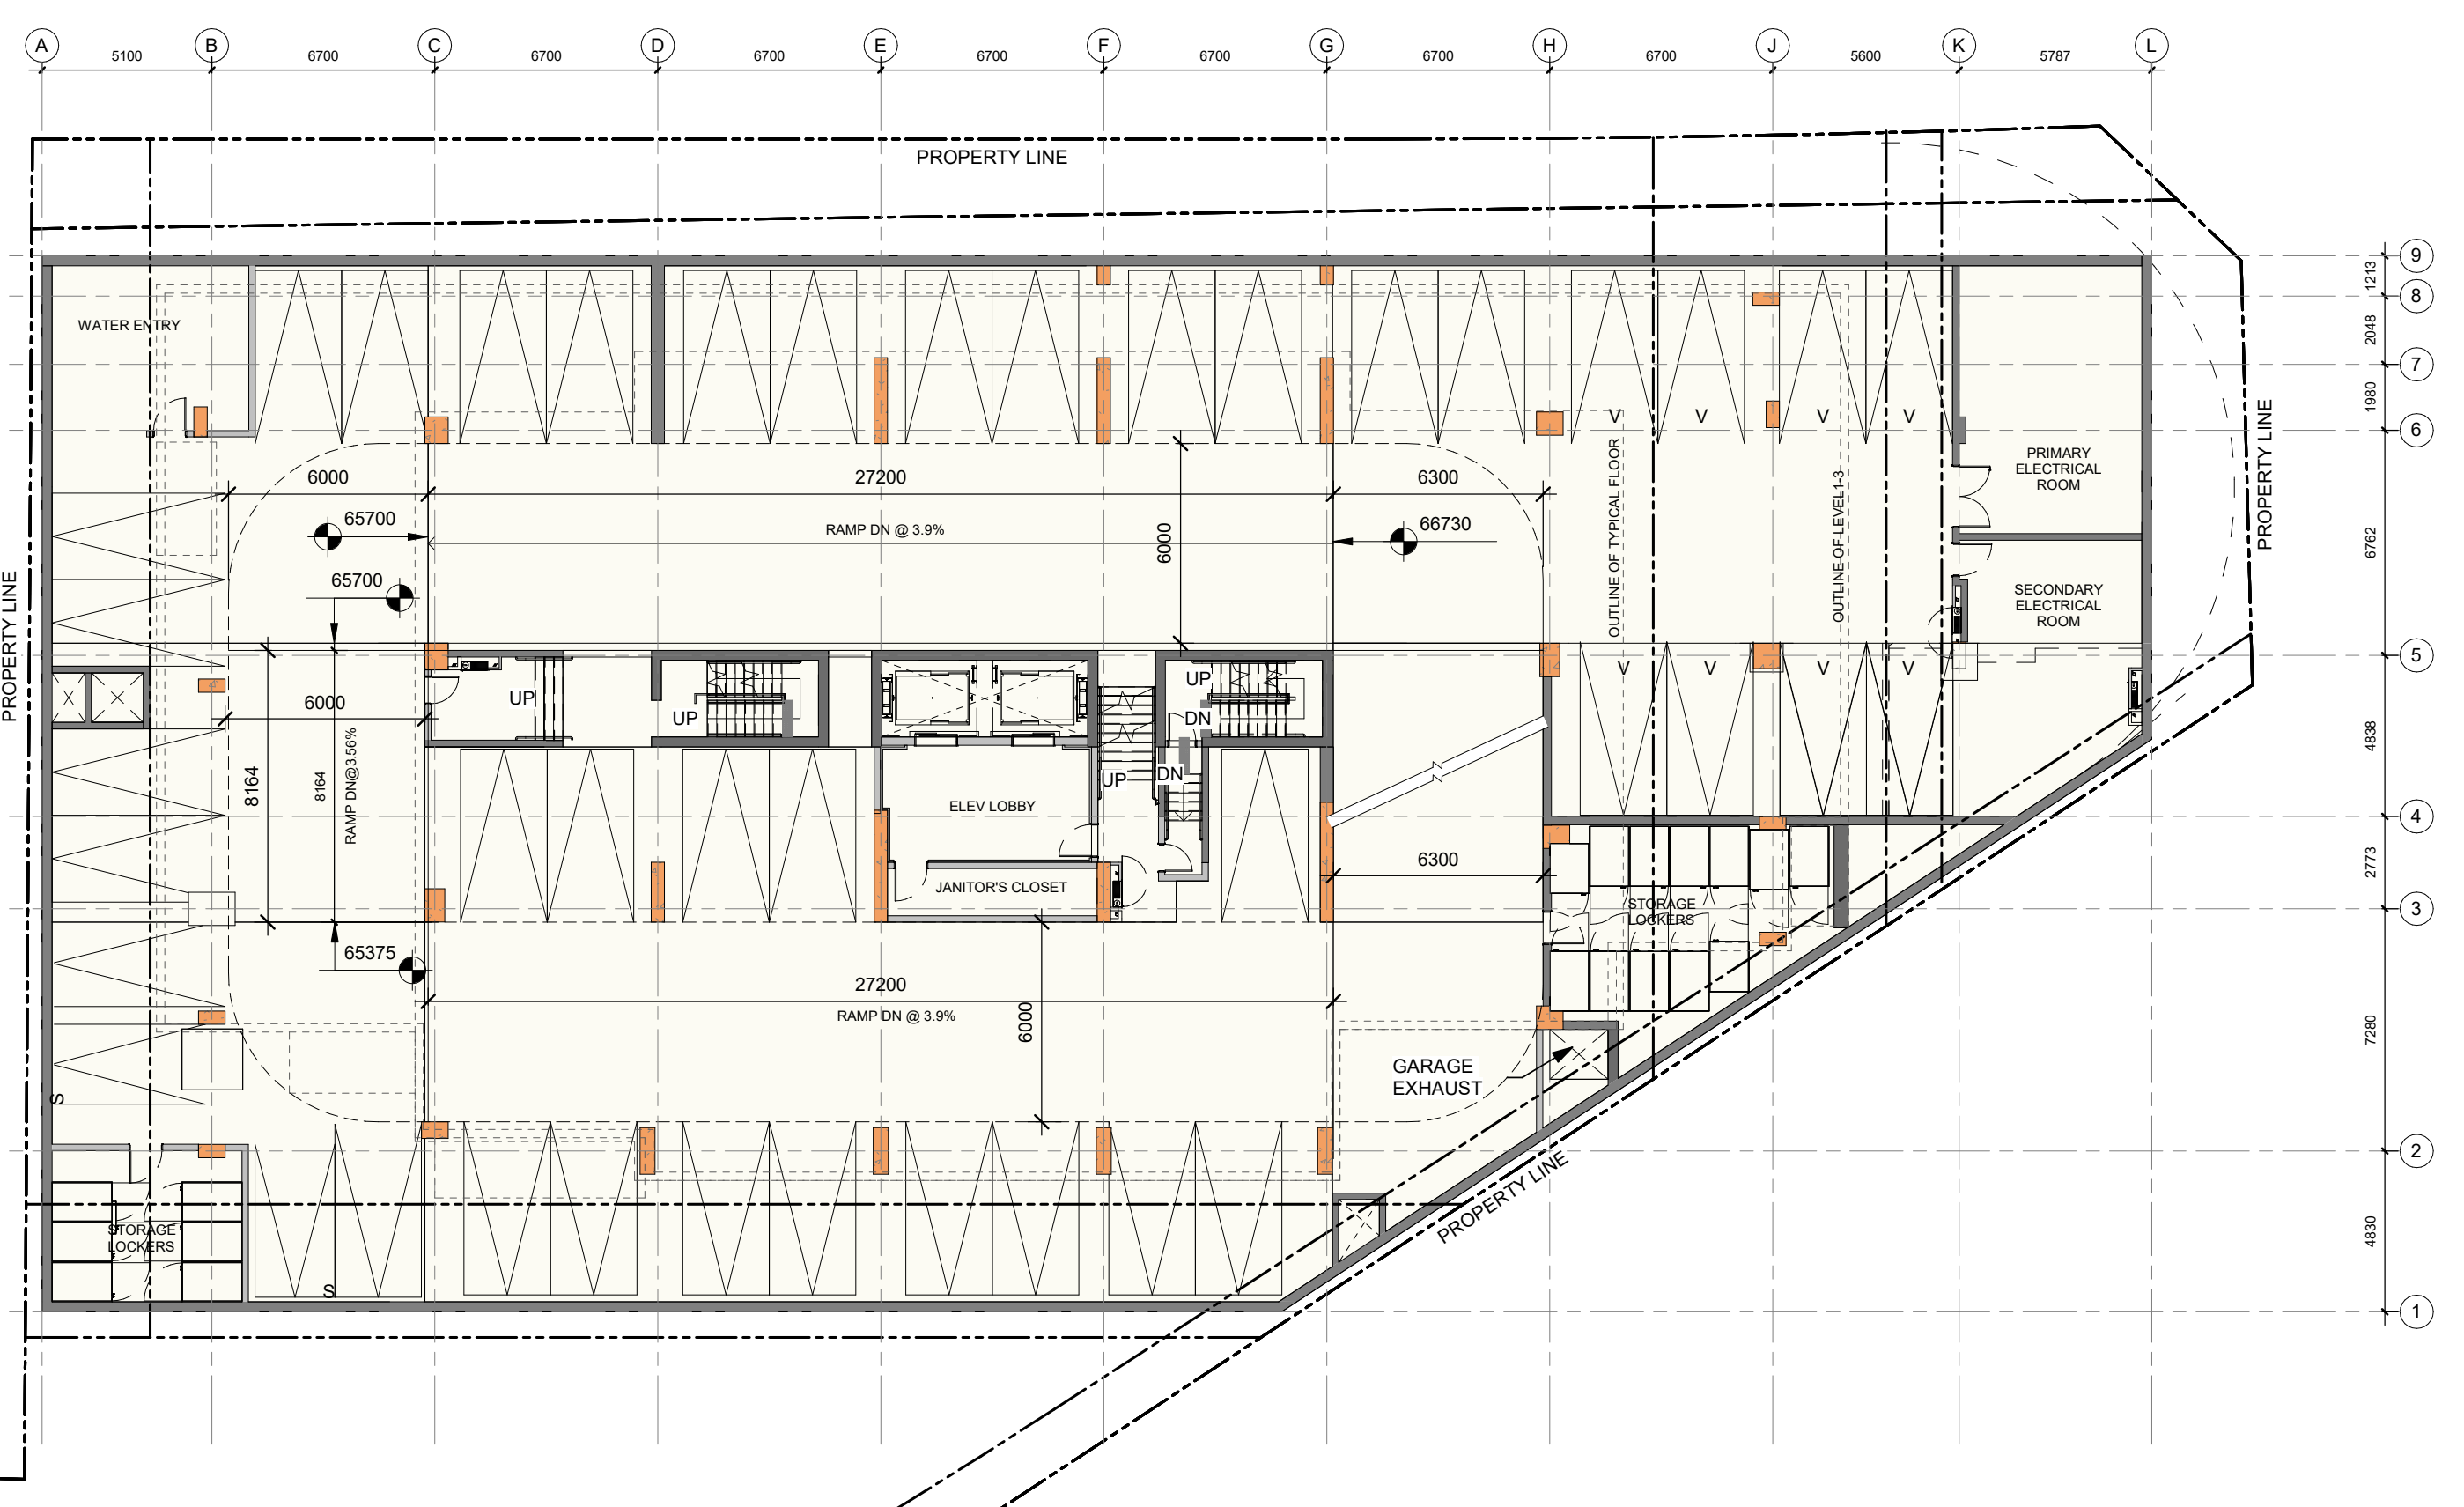 A B C D E F G H J K L
5100 6700 6700 6700 6700 6700 6700 6700 5600 5787
PROPERTY LINE
9
1213
8
2048
7
1980
6
6762
5
4838
4
2773
3
7280
2
4830
1
WATER ENTRY
V V V V
PROPERTY LINE
6000 27200 6300
PRIMARY
ELECTRICAL
ROOM
65700
RAMP DN @ 3.9%
66730
6000
OUTLINE OF TYPICAL FLOOR
OUTLINE OF LEVEL1-3
65700
SECONDARY
ELECTRICAL
ROOM
PROPERTY LINE
V V V V
UP
UP
UP
DN
6000
8164
8164
RAMP DN@3.56%
UP
DN
ELEV LOBBY
6300
JANITOR'S CLOSET
STORAGE
LOCKERS
65375
27200
RAMP DN @ 3.9%
6000
GARAGE
EXHAUST
S
PROPERTY LINE
STORAGE
LOCKERS
S